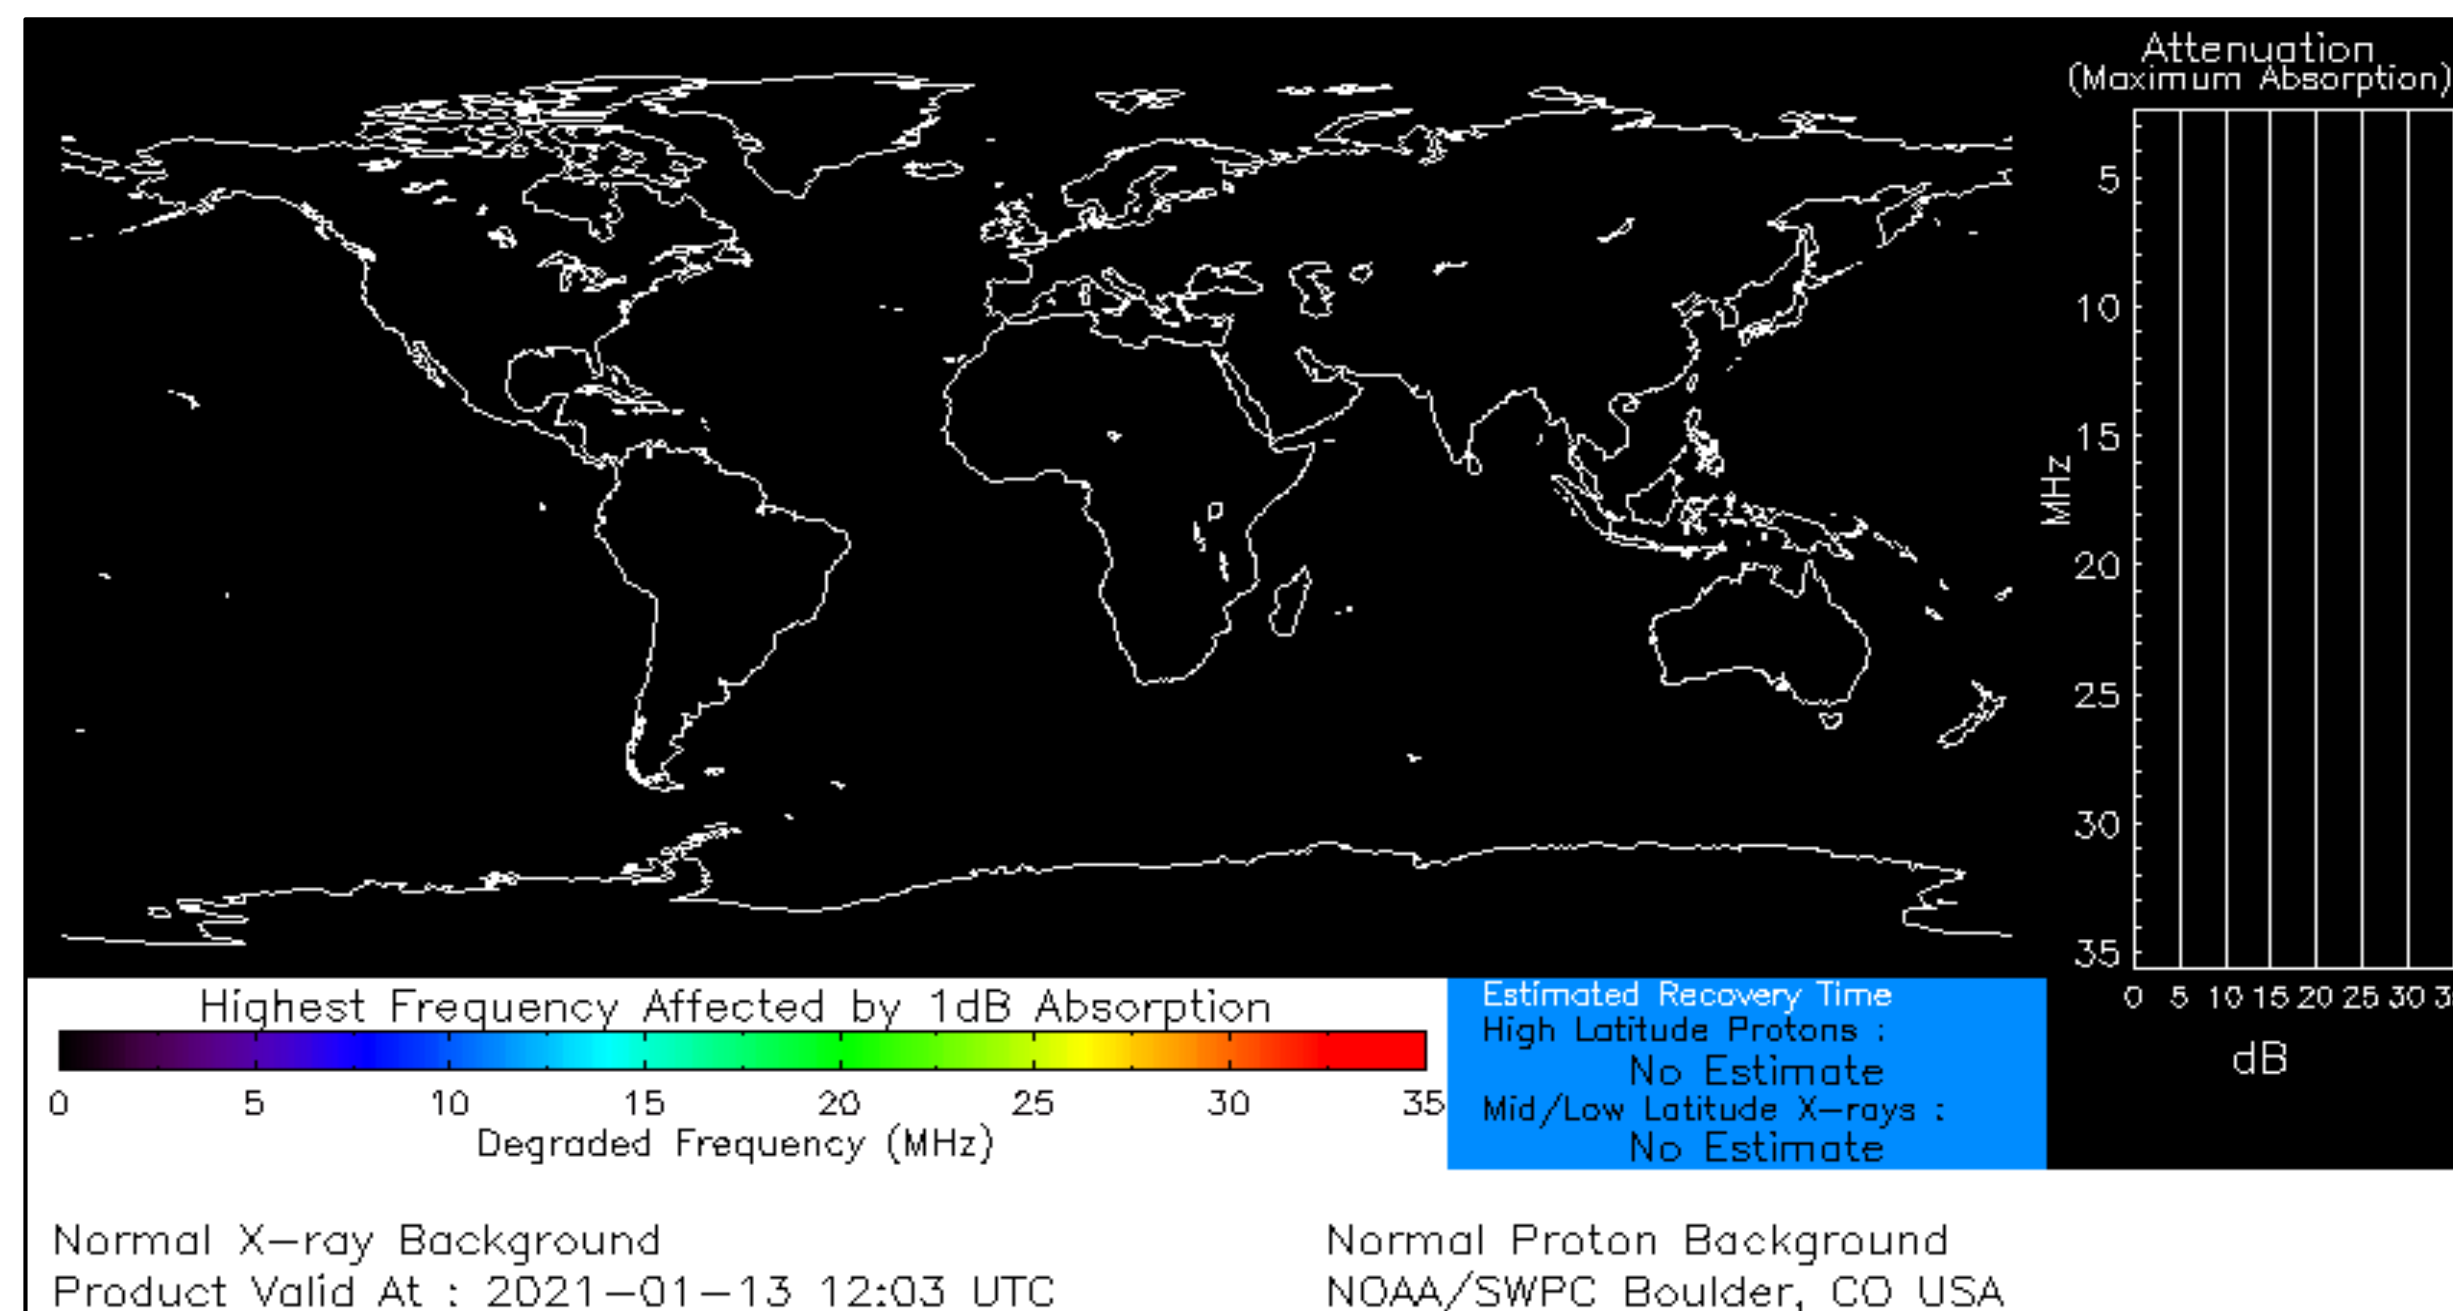 Attenuation
(Maximum Absorption)
5
10
15
20
25
30
35
MHz
0 5 10 15 20 25 30
dB
Highest Frequency Affected by 1dB Absorption
0 5 10 15 20 25 30 35
Degraded Frequency (MHz)
Estimated Recovery Time
High Latitude Protons :
No Estimate
Mid/Low Latitude X-rays :
No Estimate
Normal X-ray Background
Normal Proton Background
Product Valid At : 2021-01-13 12:03 UTC
NOAA/SWPC Boulder, CO USA